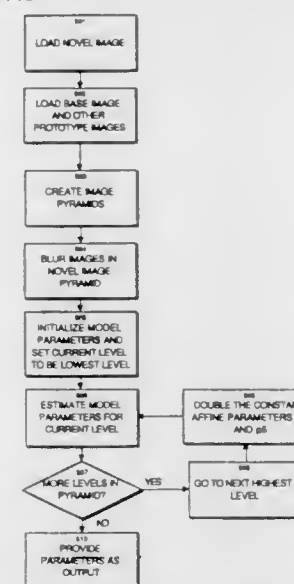 LOAD NOVEL IMAGE
LOAD BASE IMAGE
AND OTHER
PROTOTYPE IMAGES
CREATE IMAGE
PYRAMIDS
BLUR IMAGES IN
NOVEL IMAGE
PYRAMID
INITIALIZE MODEL
PARAMETERS AND
SET CURRENT LEVEL
TO BE LOWEST LEVEL
ESTIMATE MODEL
PARAMETERS FOR
CURRENT LEVEL
DOUBLE THE CONSTA
AFFINE PARAMETERS
AND p5
MORE LEVELS IN
PYRAMID?
YES
GO TO NEXT HIGHEST
LEVEL
NO
PROVIDE
PARAMETERS AS
OUTPUT